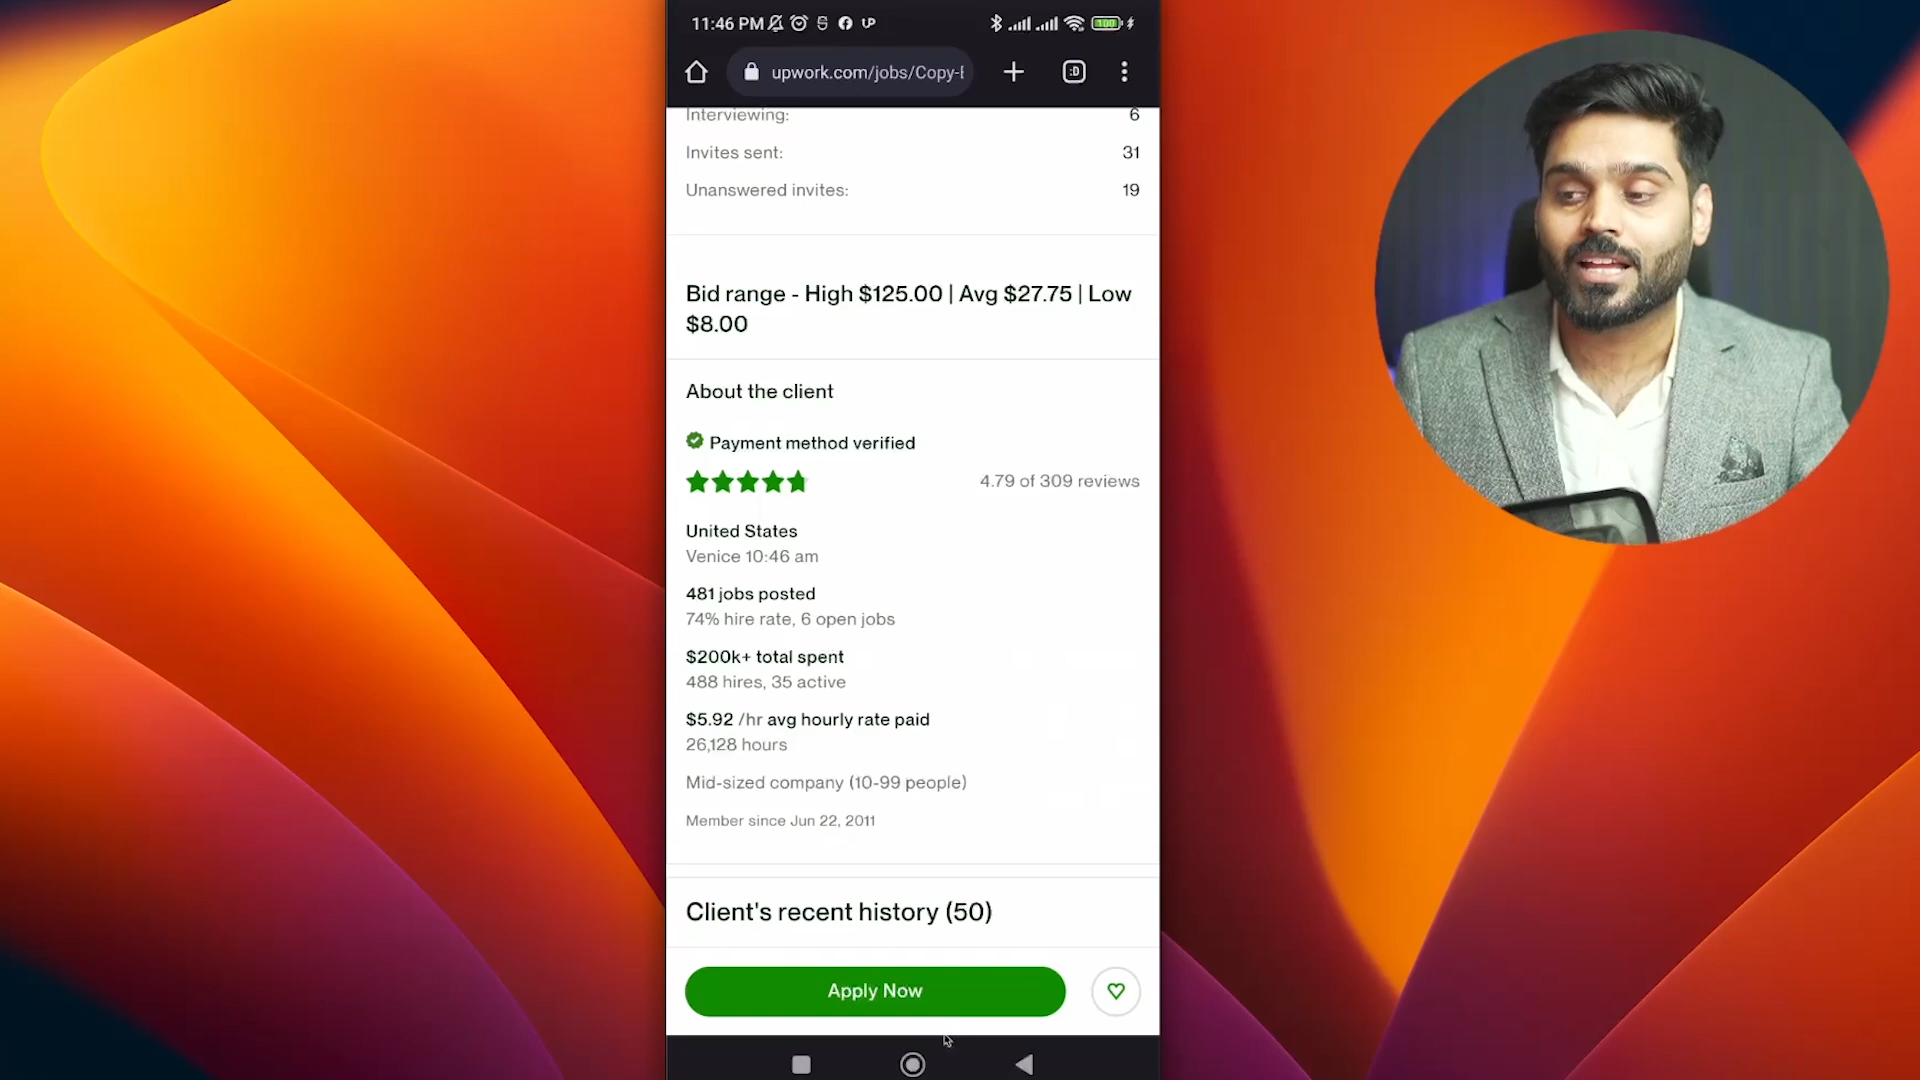 11:46 PM
100
upwork.com/jobs/Copy-E
:D
Interviewing: 6
Invites sent: 31
Unanswered invites: 19
Bid range - High $125.00 | Avg $27.75 | Low
$8.00
About the client
Payment method verified
4.79 of 309 reviews
United States
Venice 10:46 am
481 jobs posted
74% hire rate, 6 open jobs
$200k+ total spent
488 hires, 35 active
$5.92 /hr avg hourly rate paid
26,128 hours
Mid-sized company (10-99 people)
Member since Jun 22, 2011
Client's recent history (50)
Apply Now